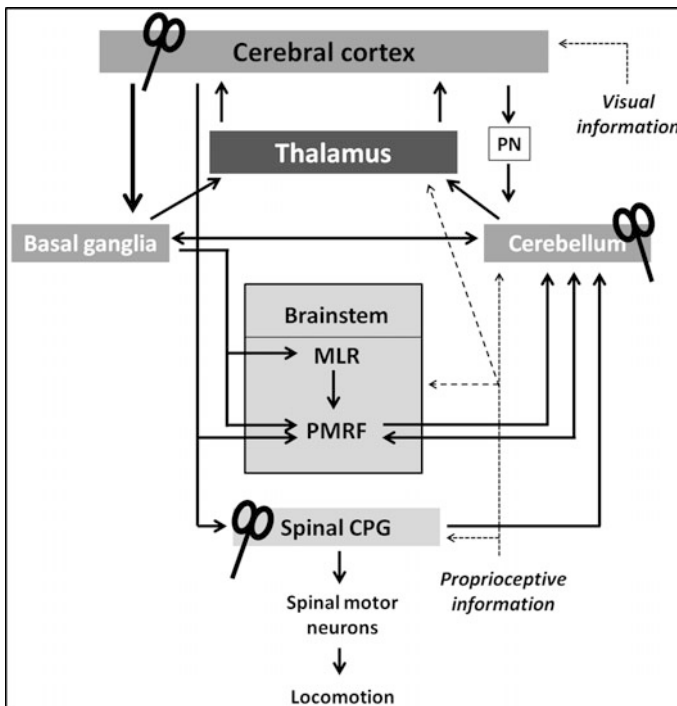 Cerebral cortex
Visual
information
PN
Thalamus
Basal ganglia
Cerebellum
Brainstem
MLR
PMRF
Spinal CPG
Proprioceptive
information
Spinal motor
neurons
Locomotion